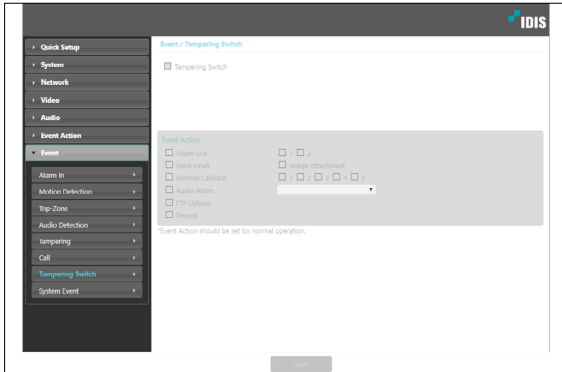 IDIS
Quick Setup
System
Network
Video
Audio
Event Action
Event
Alarm In
Motion Detection
Trip-Zone
Audio Detection
Tampering
Call
Tampering Switch
System Event
Event / Tampering Switch
Tampering Switch
Event Action
Alarm Out 1 2
Send Email Image Attachment
Remote Callback 1 2 3 4 5
Audio Alarm
FTP Upload
Record
*Event Action should be set for normal operation.
Save